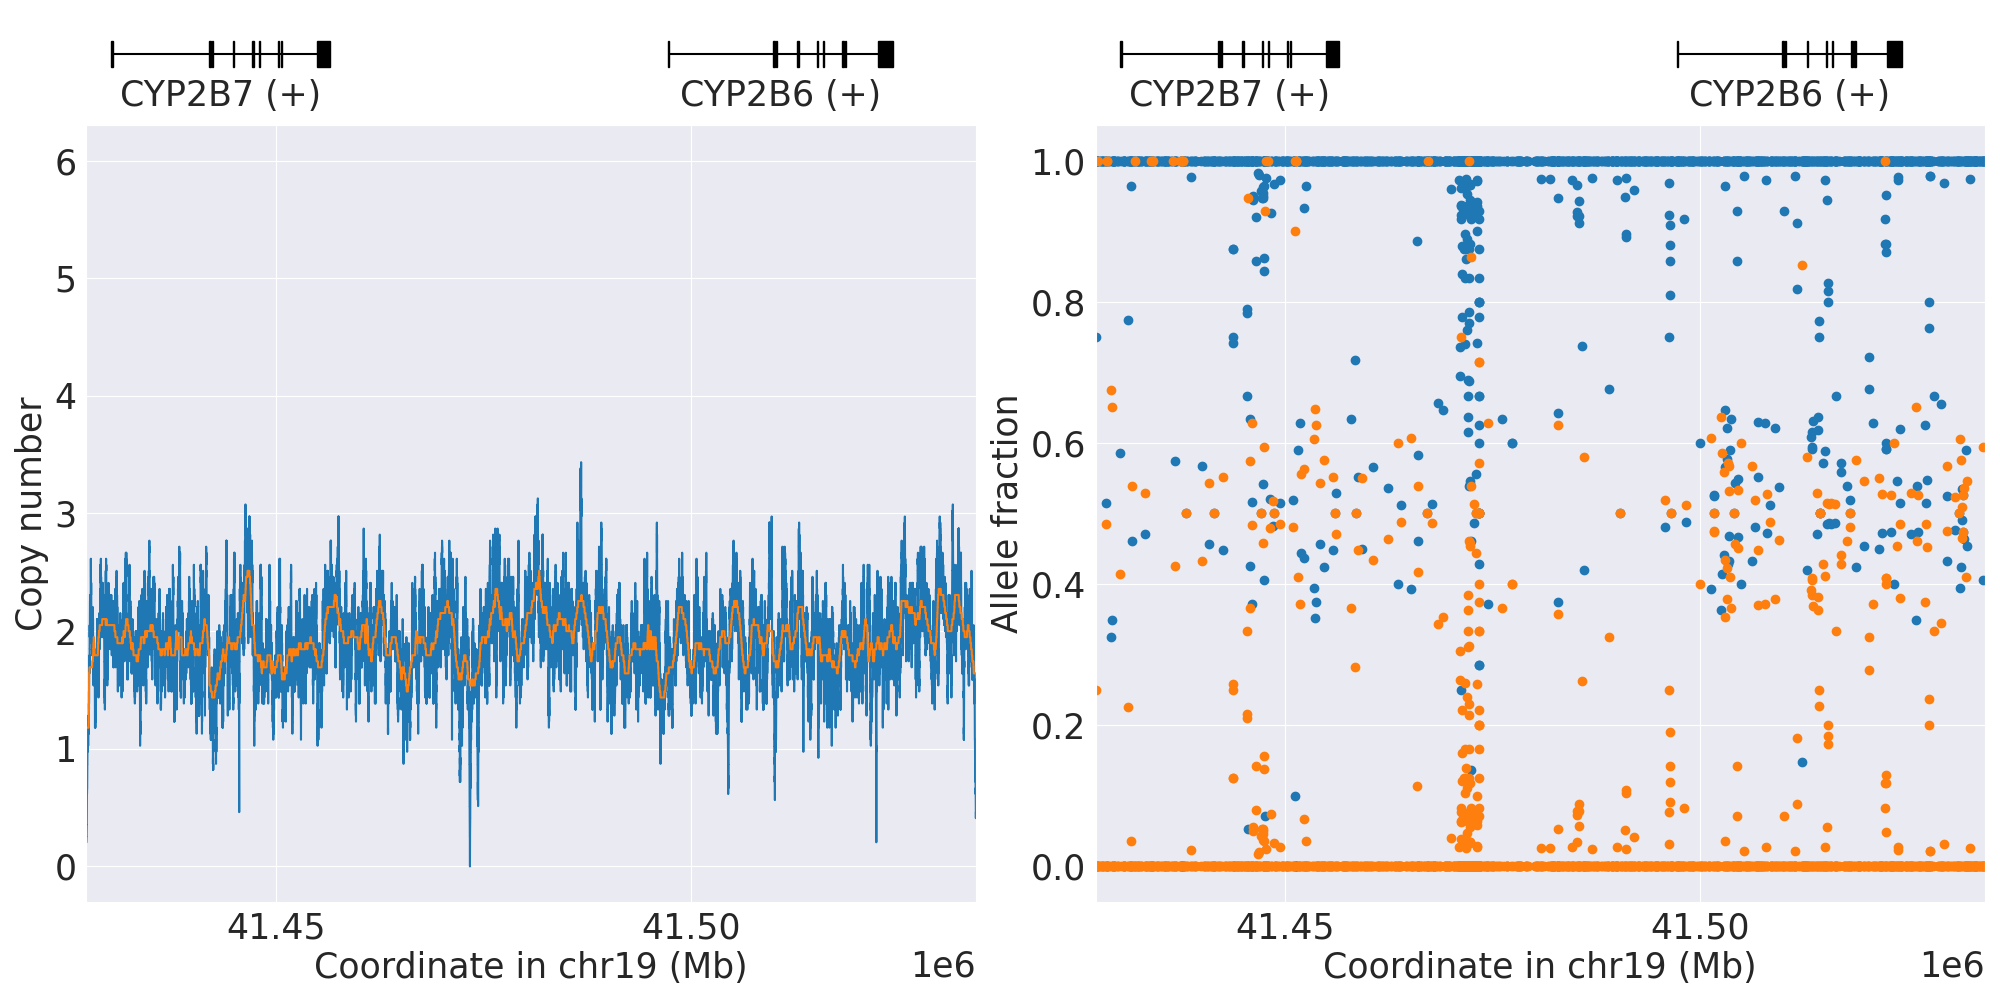 CYP2B7 (+)
CYP2B6 (+)
CYP2B7 (+)
CYP2B6 (+)
Copy number
6
5
4
3
2
1
0
41.45
41.50
Coordinate in chr19 (Mb)
1e6
Allele fraction
1.0
0.8
0.6
0.4
0.2
0.0
41.45
41.50
Coordinate in chr19 (Mb)
1e6